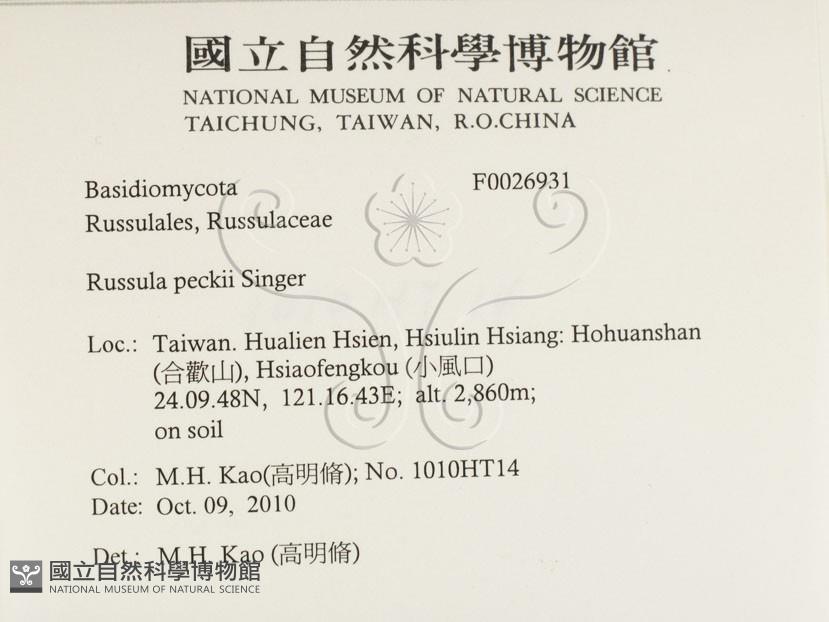 國立自然科學博物館
NATIONAL MUSEUM OF NATURAL SCIENCE
TAICHUNG, TAIWAN, R.O.CHINA
Basidiomycota F0026931
Russulales, Russulaceae
Russula peckii Singer
Loc.: Taiwan. Hualien Hsien, Hsiulin Hsiang: Hohuanshan
(合歡山), Hsiaofengkou (小風口)
24.09.48N, 121.16.43E; alt. 2,860m;
on soil
Col.: M.H. Kao(高明脩); No. 1010HT14
Date: Oct. 09, 2010
Det.: M.H. Kao (高明脩)
國立自然科學博物館
NATIONAL MUSEUM OF NATURAL SCIENCE